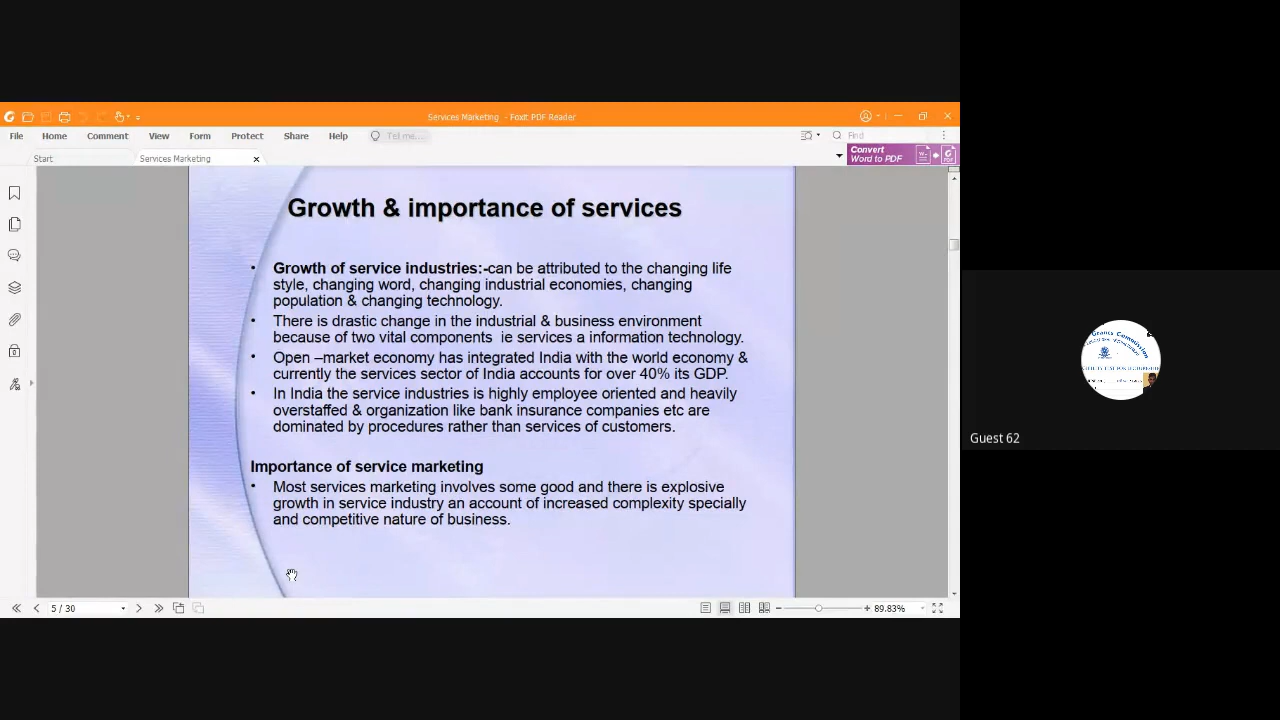 Services Marketing - Foxit PDF Reader
File Home Comment View Form Protect Share Help Tell me... Find
Start Services Marketing
Convert
Word to PDF
Growth & importance of services
• Growth of service industries:-can be attributed to the changing life
style, changing word, changing industrial economies, changing
population & changing technology.
• There is drastic change in the industrial & business environment
because of two vital components ie services a information technology.
• Open –market economy has integrated India with the world economy &
currently the services sector of India accounts for over 40% its GDP.
• In India the service industries is highly employee oriented and heavily
overstaffed & organization like bank insurance companies etc are
dominated by procedures rather than services of customers.
Importance of service marketing
• Most services marketing involves some good and there is explosive
growth in service industry an account of increased complexity specially
and competitive nature of business.
5 / 30
89.83%
Grants Commission
Guest 62